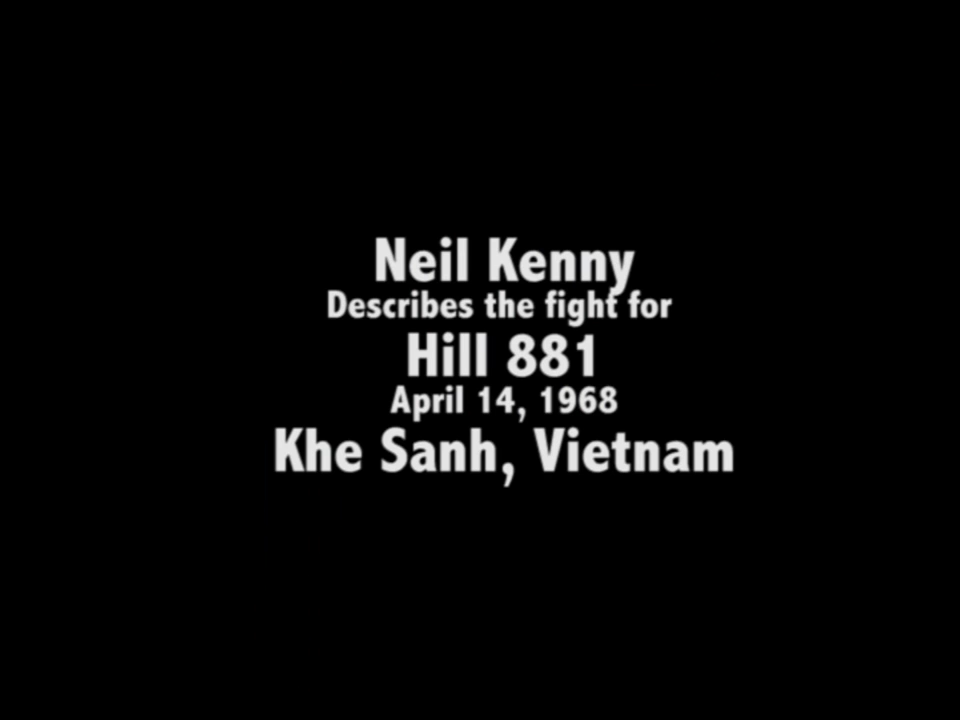 Neil Kenny
Describes the fight for
Hill 881
April 14, 1968
Khe Sanh, Vietnam